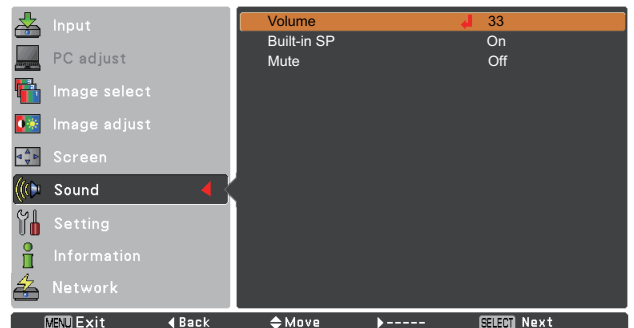 Input
PC adjust
Image select
Image adjust
Screen
Sound
Setting
Information
Network
Volume 33
Built-in SP On
Mute Off
MENU Exit Back Move ----- SELECT Next